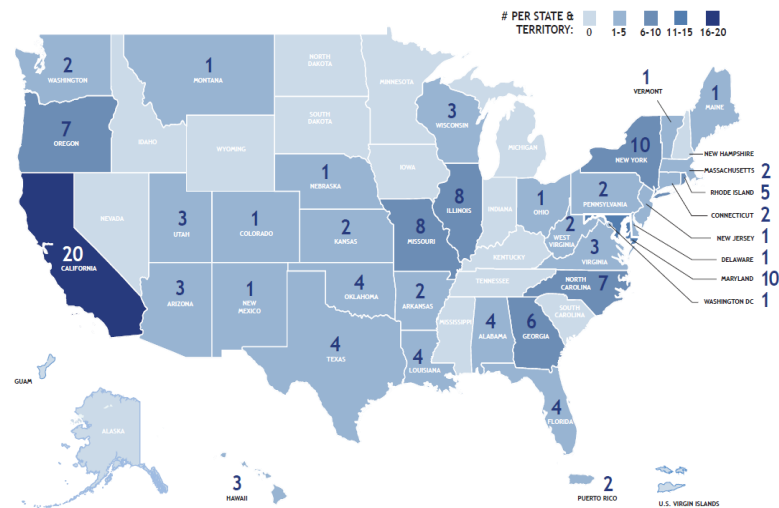 # PER STATE &
TERRITORY:
0
1-5
6-10
11-15
16-20
2
WASHINGTON
1
MONTANA
NORTH
DAKOTA
MINNESOTA
1
VERMONT
1
MAINE
7
OREGON
IDAHO
WYOMING
SOUTH
DAKOTA
3
WISCONSIN
MICHIGAN
10
NEW YORK
NEW HAMPSHIRE
MASSACHUSETTS 2
RHODE ISLAND 5
CONNECTICUT 2
NEW JERSEY 1
DELAWARE 1
MARYLAND 10
WASHINGTON DC 1
NEVADA
3
UTAH
1
COLORADO
1
NEBRASKA
IOWA
8
ILLINOIS
INDIANA
1
OHIO
2
PENNSYLVANIA
20
CALIFORNIA
2
KANSAS
8
MISSOURI
KENTUCKY
2
WEST
VIRGINIA
3
VIRGINIA
3
ARIZONA
1
NEW
MEXICO
4
OKLAHOMA
2
ARKANSAS
TENNESSEE
NORTH
CAROLINA 7
SOUTH
CAROLINA
4
TEXAS
4
LOUISIANA
MISSISSIPPI
4
ALABAMA
6
GEORGIA
4
FLORIDA
GUAM
ALASKA
3
HAWAII
2
PUERTO RICO
U.S. VIRGIN ISLANDS